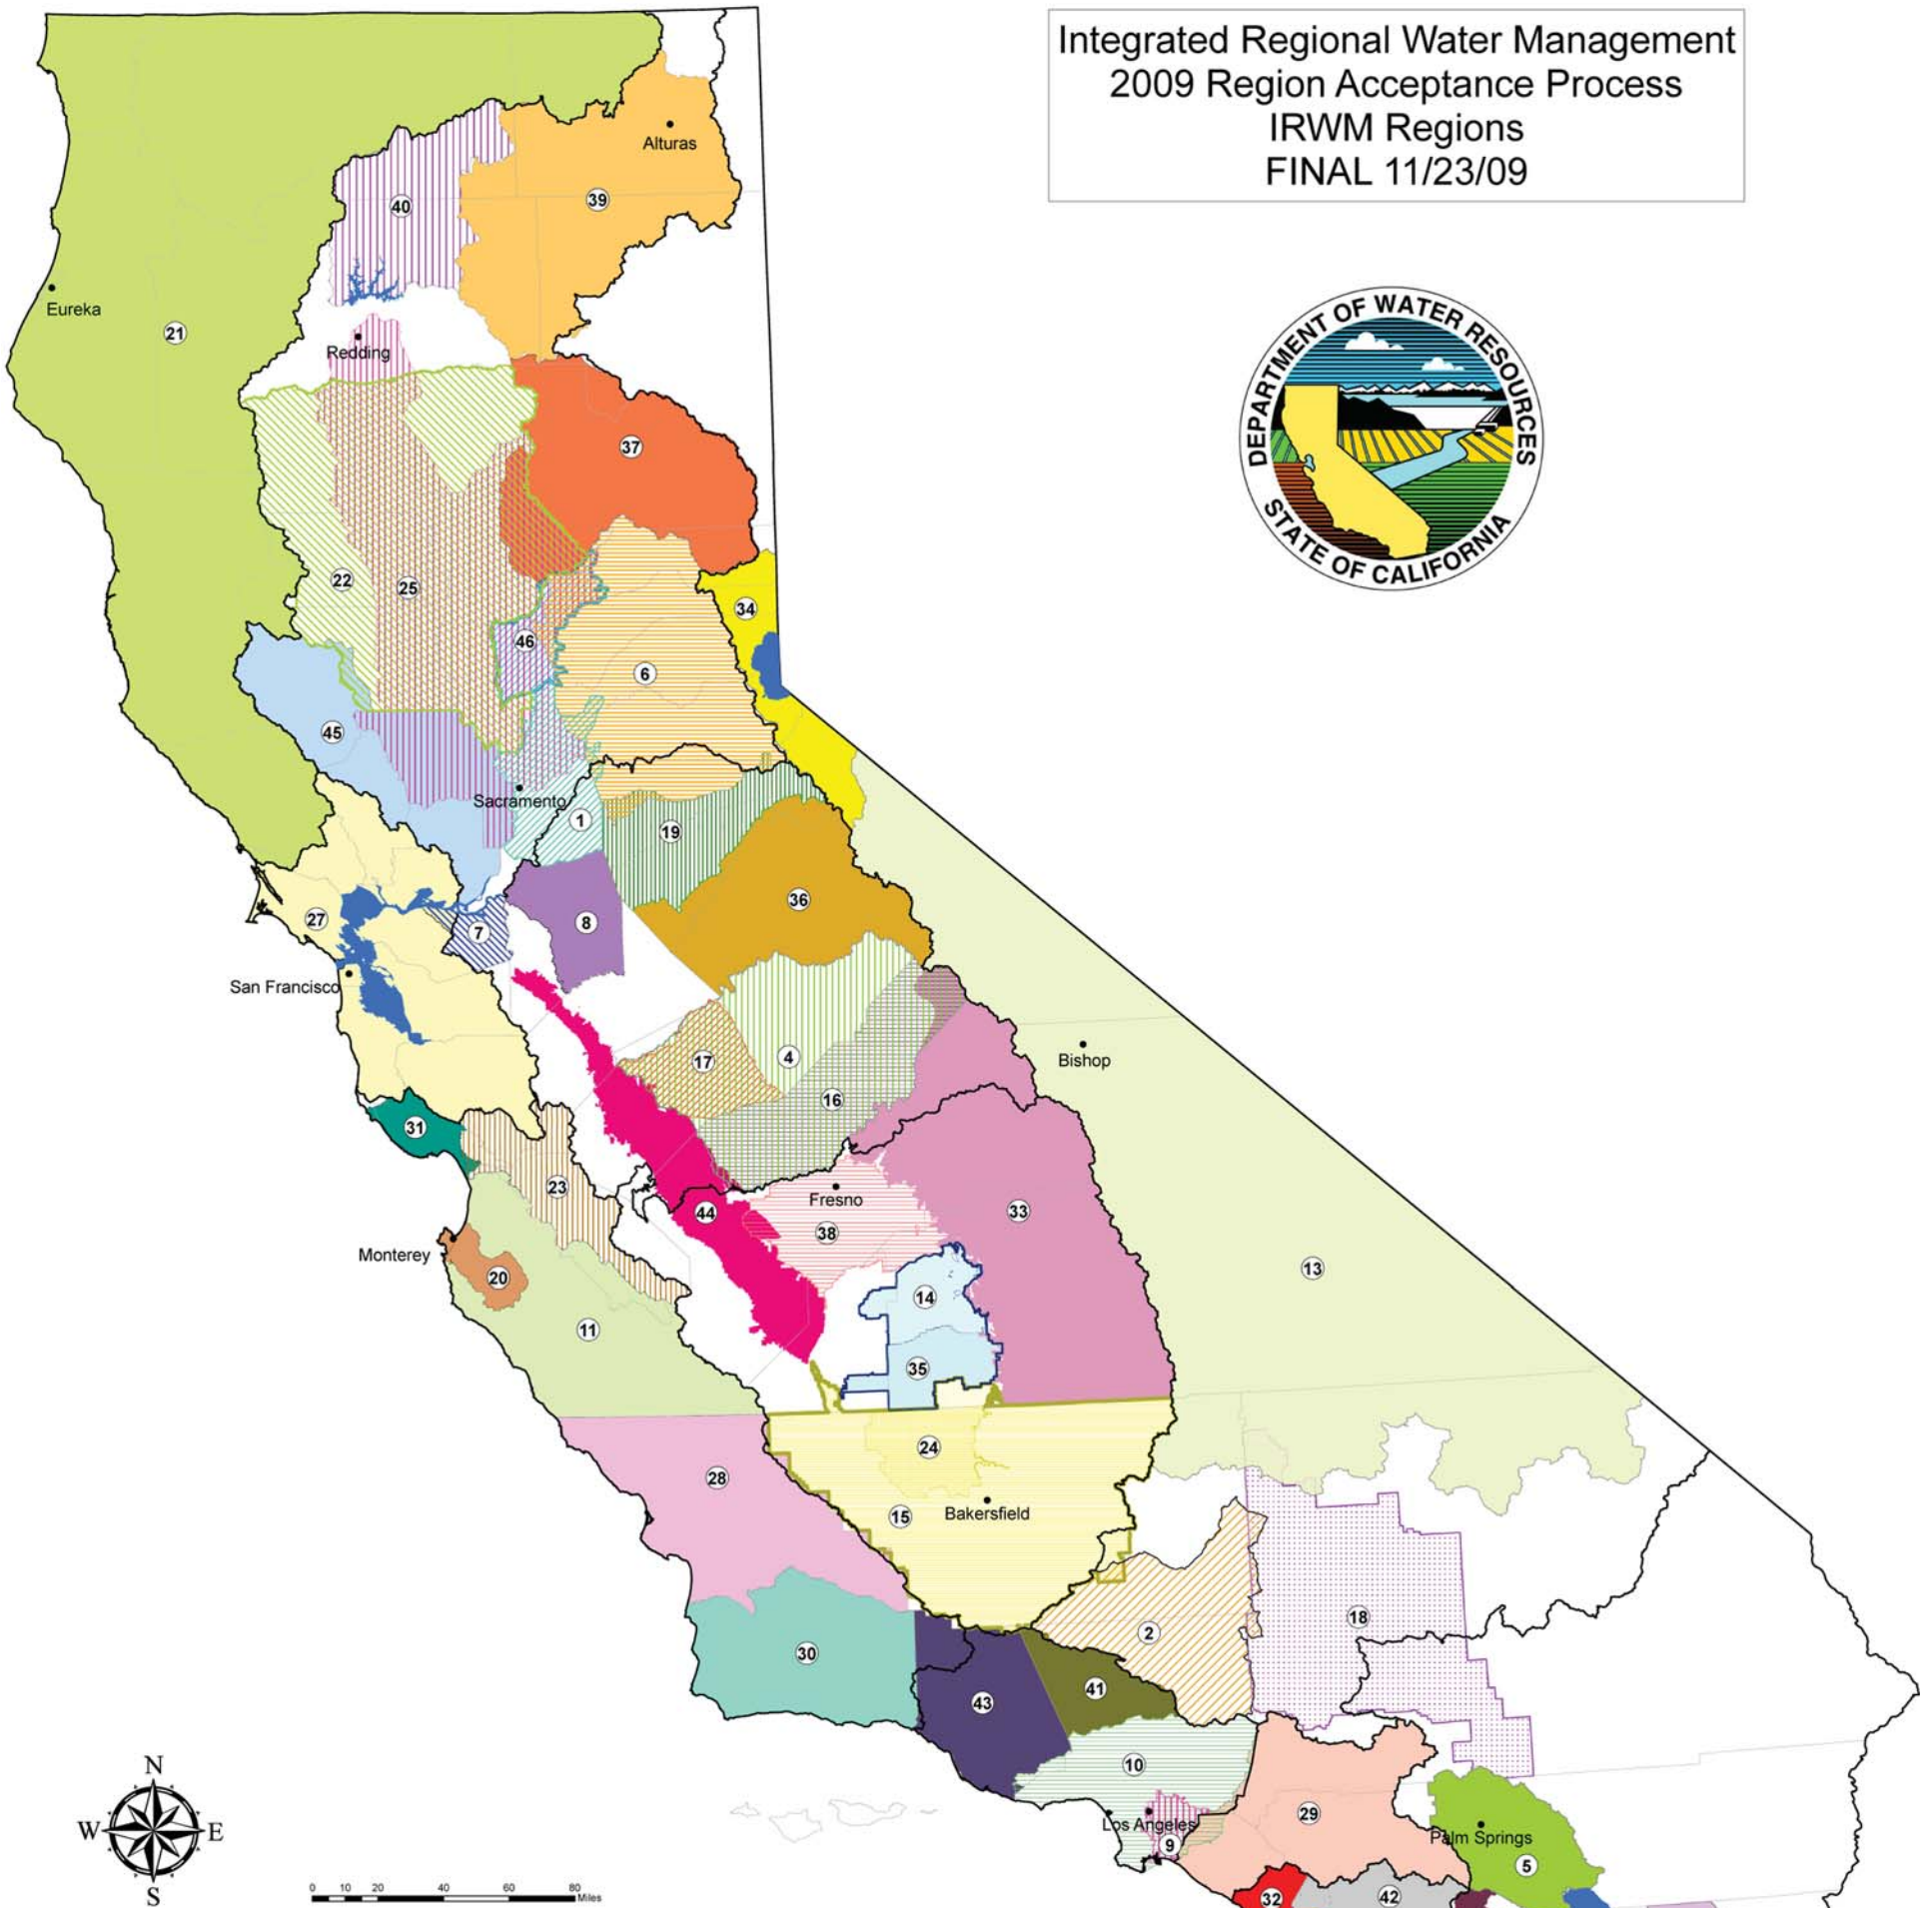 Integrated Regional Water Management
2009 Region Acceptance Process
IRWM Regions
FINAL 11/23/09
DEPARTMENT OF WATER RESOURCES
STATE OF CALIFORNIA
Alturas
40
39
Eureka
21
Redding
37
22
25
34
46
6
45
Sacramento
1
19
36
27
7
8
San Francisco
17
4
Bishop
16
31
23
Fresno
44
33
38
Monterey
13
20
14
11
35
24
28
15
Bakersfield
18
2
30
41
43
10
N
W
E
S
29
Los Angeles
Palm Springs
9
5
0 10 20 40 60 80
Miles
32
42